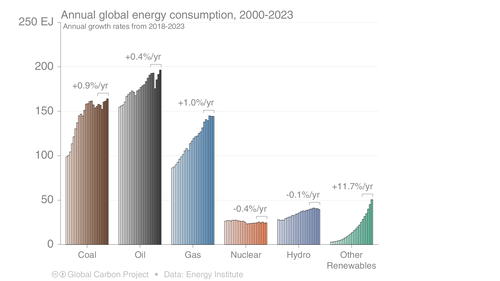 Annual global energy consumption, 2000-2023
250 EJ
Annual growth rates from 2018-2023
+0.4%/yr
200
+0.9%/yr
+1.0%/yr
150
100
+11.7%/yr
-0.1%/yr
-0.4%/yr
50
0
Coal Oil Gas Nuclear Hydro Other
Renewables
Global Carbon Project • Data: Energy Institute